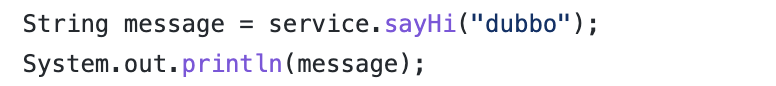 String message = service.sayHi("dubbo");
System.out.println(message);